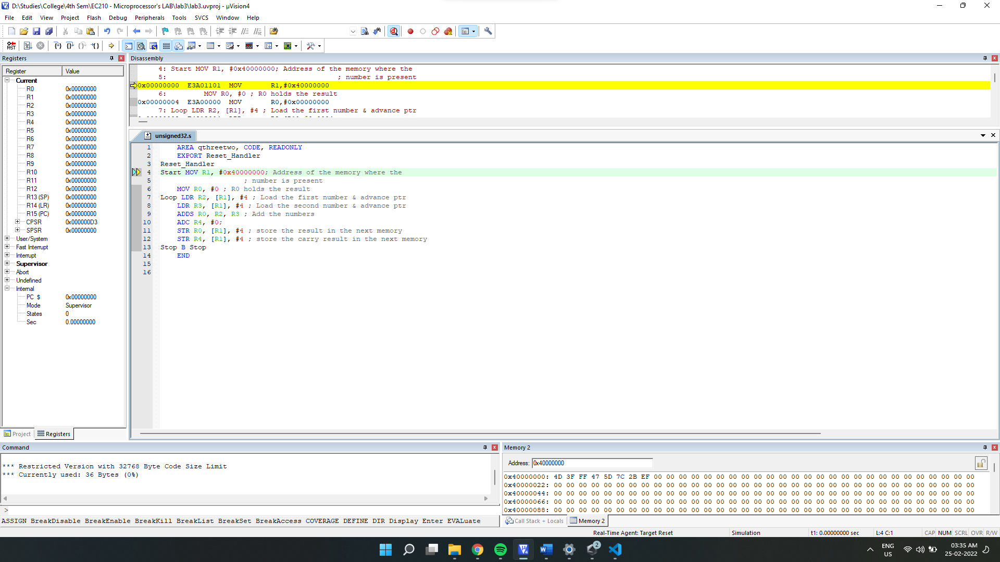 D:\Studies\College\4th Sem\EC210 - Microprocessor's LAB\lab3\lab3.uvproj - µVision4
File Edit View Project Flash Debug Peripherals Tools SVCS Window Help
Registers
Register Value
Current
R0 0x00000000
R1 0x00000000
R2 0x00000000
R3 0x00000000
R4 0x00000000
R5 0x00000000
R6 0x00000000
R7 0x00000000
R8 0x00000000
R9 0x00000000
R10 0x00000000
R11 0x00000000
R12 0x00000000
R13 (SP) 0x00000000
R14 (LR) 0x00000000
R15 (PC) 0x00000000
CPSR 0x000000D3
SPSR 0x00000000
User/System
Fast Interrupt
Interrupt
Supervisor
Abort
Undefined
Internal
PC $ 0x00000000
Mode Supervisor
States 0
Sec 0.00000000
Project Registers
Disassembly
4: Start MOV R1, #0x40000000; Address of the memory where the
5: ; number is present
0x00000000 E3A01101 MOV R1,#0x40000000
6: MOV R0, #0 ; R0 holds the result
0x00000004 E3A00000 MOV R0,#0x00000000
7: Loop LDR R2, [R1], #4 ; Load the first number & advance ptr
unsigned32.s
1 AREA qthreetwo, CODE, READONLY
2 EXPORT Reset_Handler
3 Reset_Handler
4 Start MOV R1, #0x40000000; Address of the memory where the
5 ; number is present
6 MOV R0, #0 ; R0 holds the result
7 Loop LDR R2, [R1], #4 ; Load the first number & advance ptr
8 LDR R3, [R1], #4 ; Load the second number & advance ptr
9 ADDS R0, R2, R3 ; Add the numbers
10 ADC R4, #0;
11 STR R0, [R1], #4 ; store the result in the next memory
12 STR R4, [R1], #4 ; store the carry result in the next memory
13 Stop B Stop
14 END
15
16
Command
*** Restricted Version with 32768 Byte Code Size Limit
*** Currently used: 36 Bytes (0%)
>
ASSIGN BreakDisable BreakEnable BreakKill BreakList BreakSet BreakAccess COVERAGE DEFINE DIR Display Enter EVALuate
Memory 2
Address: 0x40000000
0x40000000: 4D 3F FF 47 5D 7C 2B EF 00 00 00 00 00 00 00 00 00 00 00 00 00 00 00 00 00 00 00 00 00 00 00 00 00 00
0x40000022: 00 00 00 00 00 00 00 00 00 00 00 00 00 00 00 00 00 00 00 00 00 00 00 00 00 00 00 00 00 00 00 00 00 00
0x40000044: 00 00 00 00 00 00 00 00 00 00 00 00 00 00 00 00 00 00 00 00 00 00 00 00 00 00 00 00 00 00 00 00 00 00
0x40000066: 00 00 00 00 00 00 00 00 00 00 00 00 00 00 00 00 00 00 00 00 00 00 00 00 00 00 00 00 00 00 00 00 00 00
0x40000088: 00 00 00 00 00 00 00 00 00 00 00 00 00 00 00 00 00 00 00 00 00 00 00 00 00 00 00 00 00 00 00 00 00 00
Call Stack + Locals Memory 2
Real-Time Agent: Target Reset Simulation t1: 0.00000000 sec L:4 C:1 CAP NUM SCRL OVR R/W
2
ENG
US
03:35 AM
25-02-2022